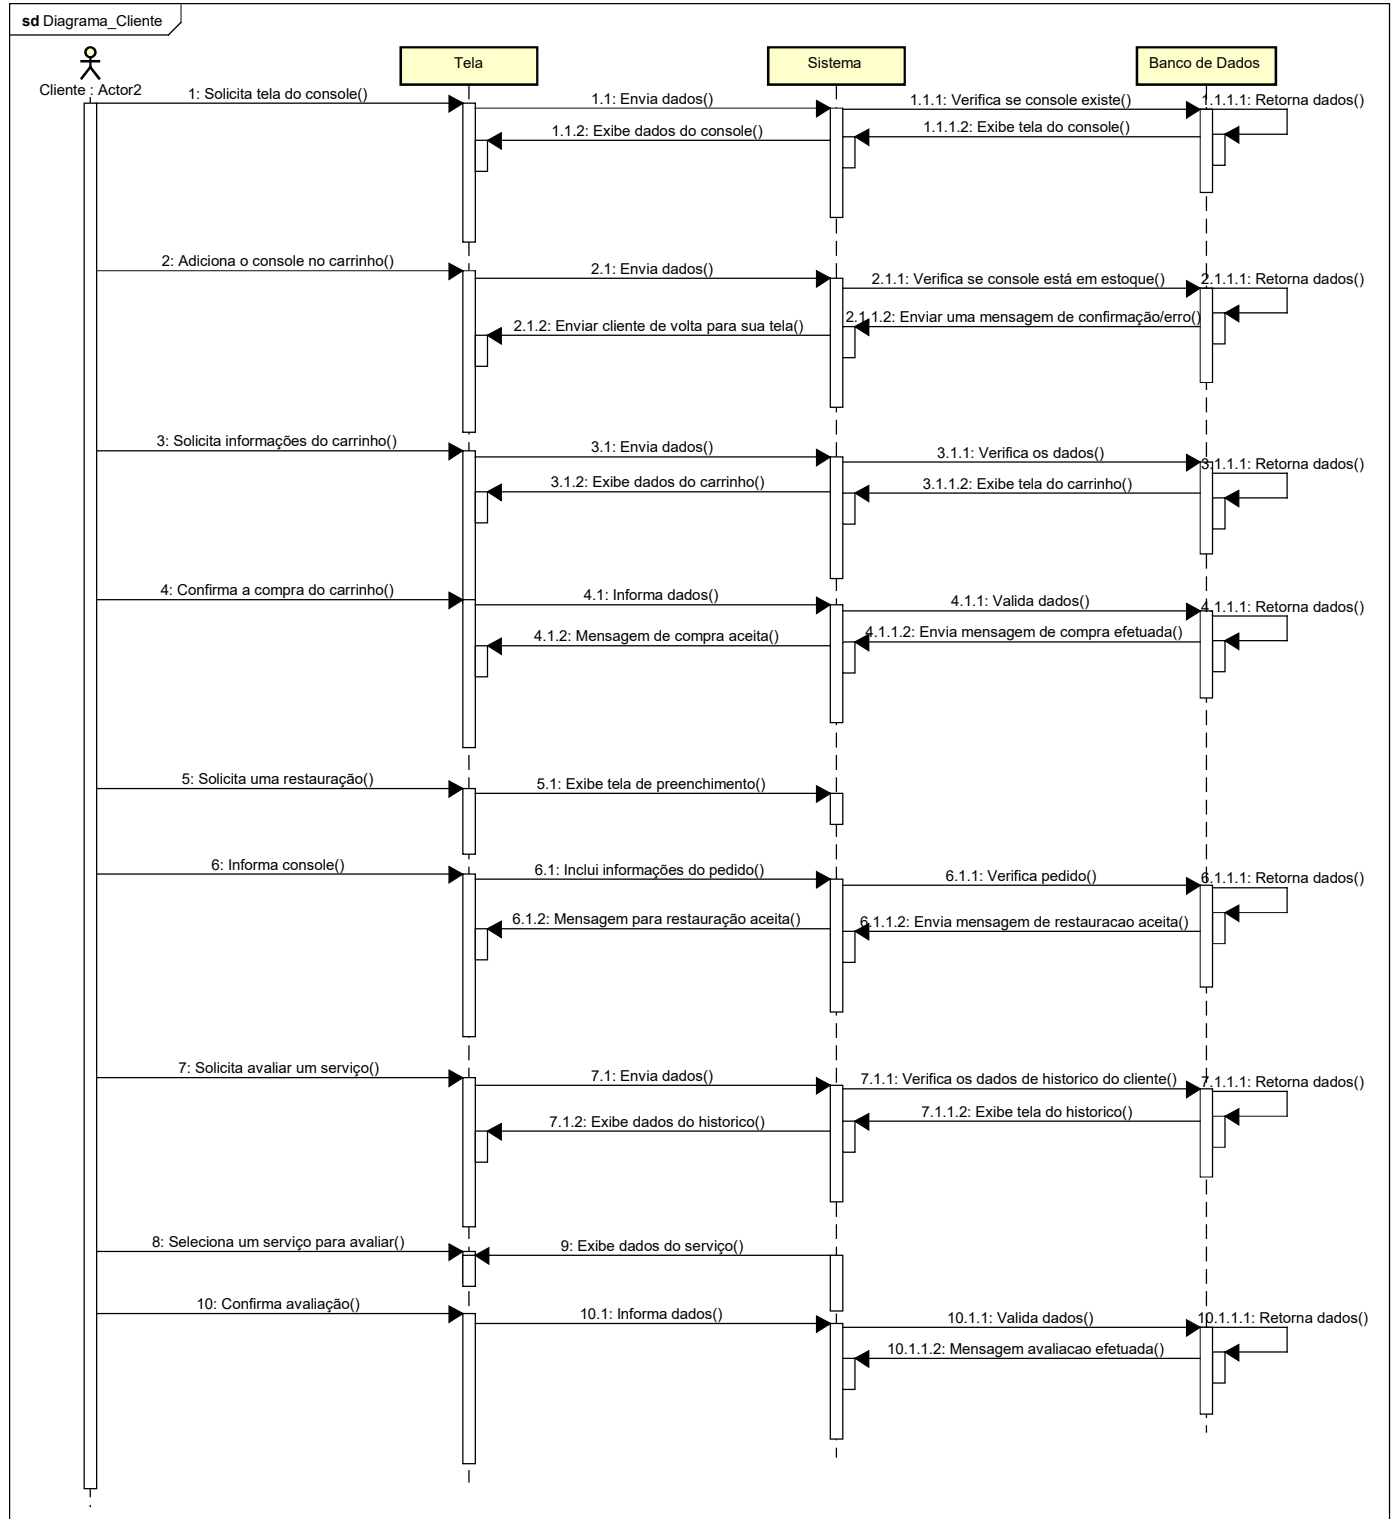 sd Diagrama_Cliente
Cliente : Actor2
Tela
Sistema
Banco de Dados
1: Solicita tela do console()
1.1: Envia dados()
1.1.1: Verifica se console existe()
1.1.1.1: Retorna dados()
1.1.2: Exibe dados do console()
1.1.1.2: Exibe tela do console()
2: Adiciona o console no carrinho()
2.1: Envia dados()
2.1.1: Verifica se console está em estoque()
2.1.1.1: Retorna dados()
2.1.2: Enviar cliente de volta para sua tela()
2.1.1.2: Enviar uma mensagem de confirmação/erro()
3: Solicita informações do carrinho()
3.1: Envia dados()
3.1.1: Verifica os dados()
3.1.1.1: Retorna dados()
3.1.2: Exibe dados do carrinho()
3.1.1.2: Exibe tela do carrinho()
4: Confirma a compra do carrinho()
4.1: Informa dados()
4.1.1: Valida dados()
4.1.1.1: Retorna dados()
4.1.2: Mensagem de compra aceita()
4.1.1.2: Envia mensagem de compra efetuada()
5: Solicita uma restauração()
5.1: Exibe tela de preenchimento()
6: Informa console()
6.1: Inclui informações do pedido()
6.1.1: Verifica pedido()
6.1.1.1: Retorna dados()
6.1.2: Mensagem para restauração aceita()
6.1.1.2: Envia mensagem de restauracao aceita()
7: Solicita avaliar um serviço()
7.1: Envia dados()
7.1.1: Verifica os dados de historico do cliente()
7.1.1.1: Retorna dados()
7.1.2: Exibe dados do historico()
7.1.1.2: Exibe tela do historico()
8: Seleciona um serviço para avaliar()
9: Exibe dados do serviço()
10: Confirma avaliação()
10.1: Informa dados()
10.1.1: Valida dados()
10.1.1.1: Retorna dados()
10.1.1.2: Mensagem avaliacao efetuada()